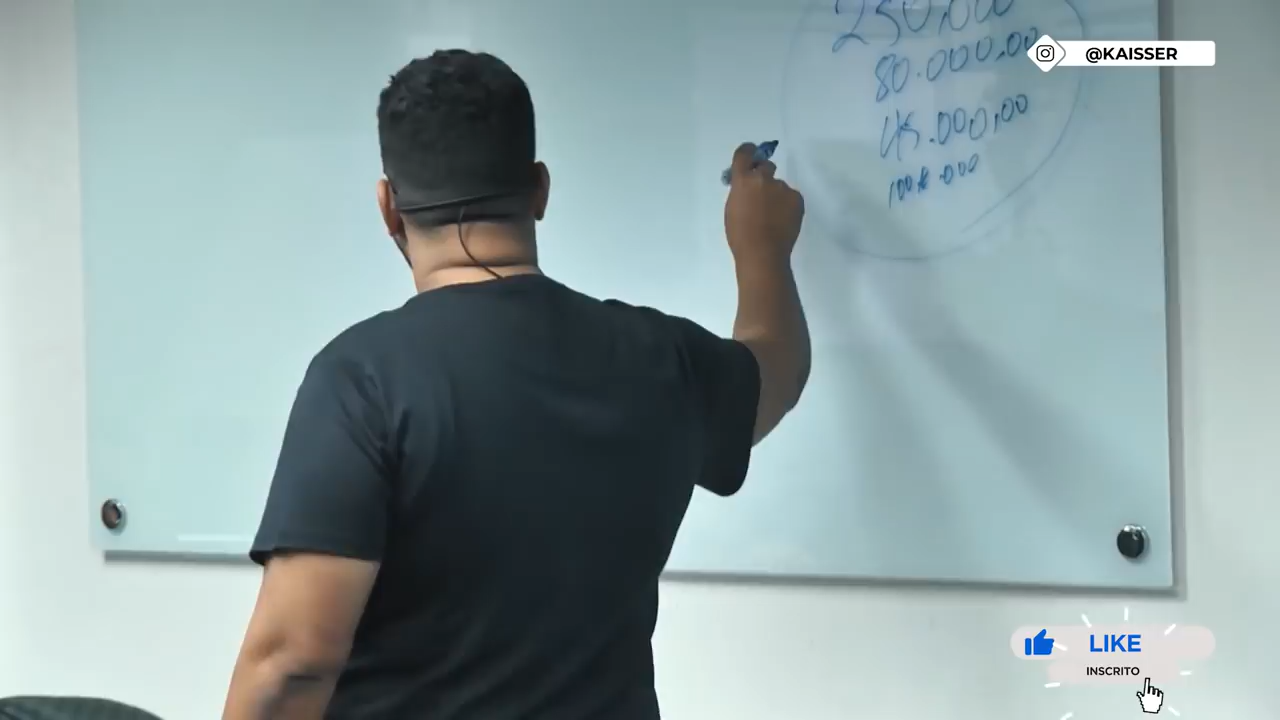 250,000
80.000,00
45.000,00
@KAISSER
LIKE
INSCRITO